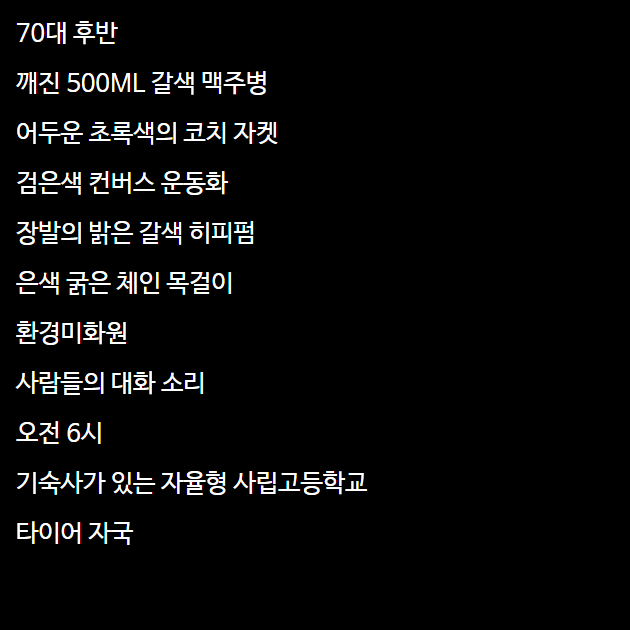 70대 후반
깨진 500ML 갈색 맥주병
어두운 초록색의 코치 자켓
검은색 컨버스 운동화
장발의 밝은 갈색 히피펌
은색 굵은 체인 목걸이
환경미화원
사람들의 대화 소리
오전 6시
기숙사가 있는 자율형 사립고등학교
타이어 자국